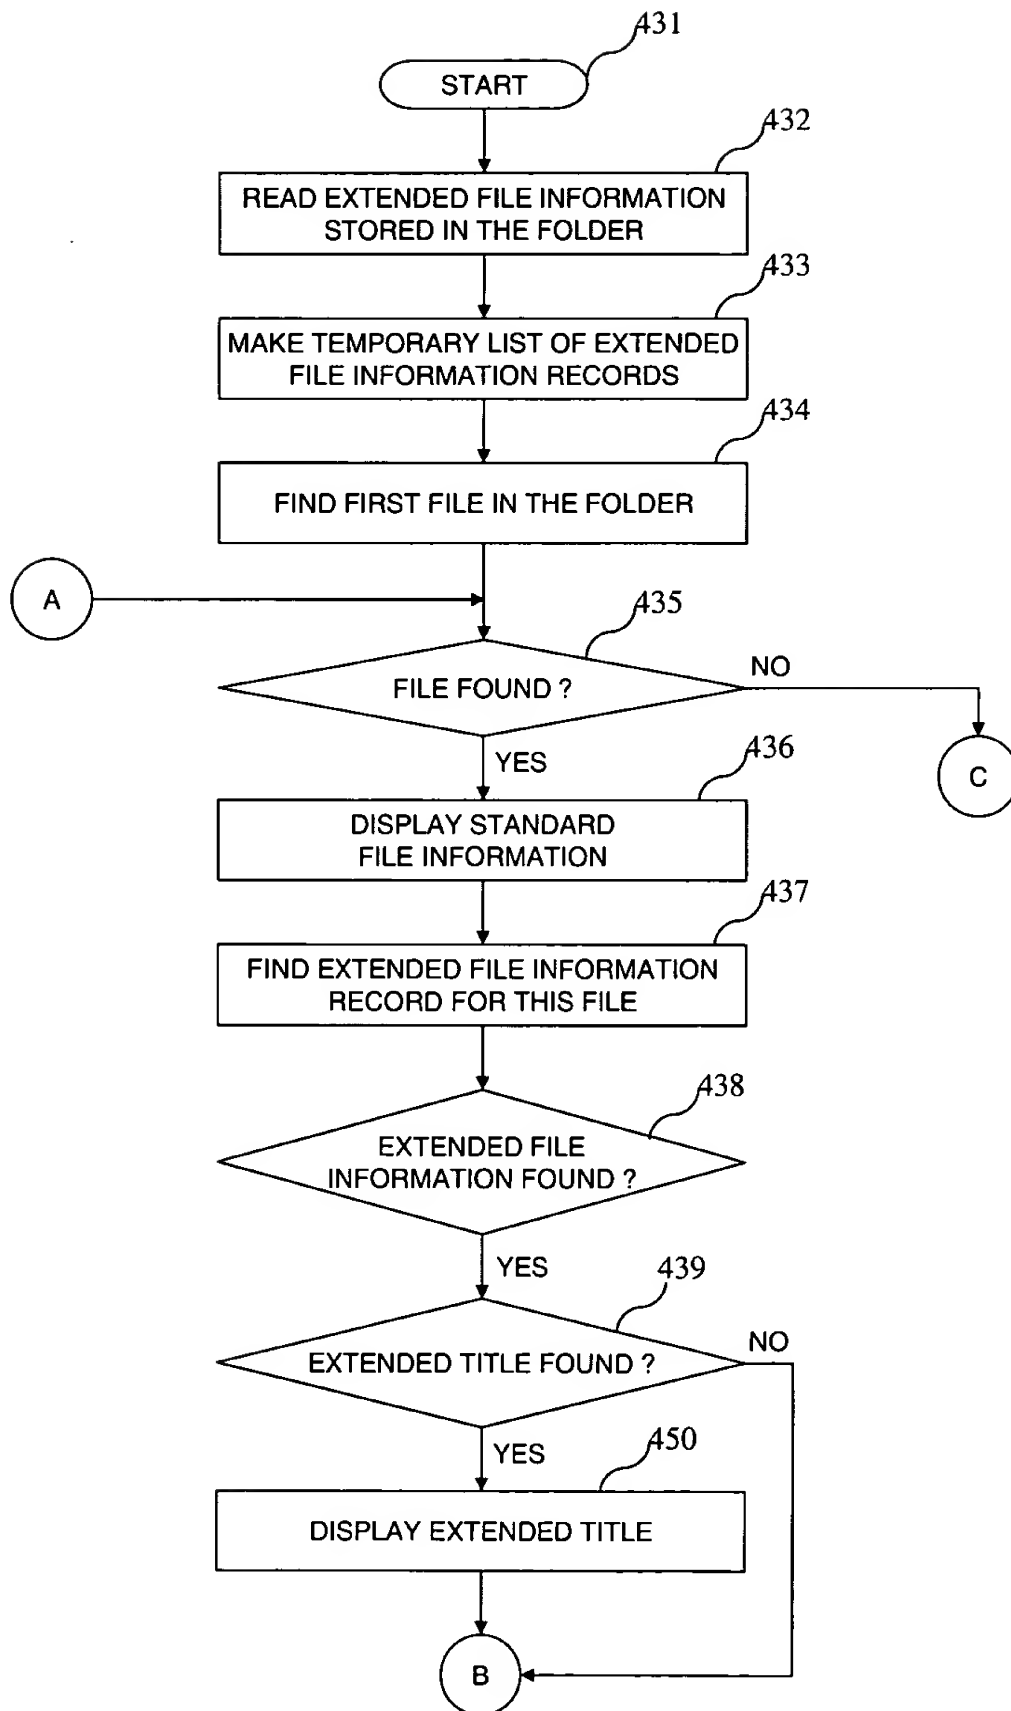 431
START
432
READ EXTENDED FILE INFORMATION
STORED IN THE FOLDER
433
MAKE TEMPORARY LIST OF EXTENDED
FILE INFORMATION RECORDS
434
FIND FIRST FILE IN THE FOLDER
A
435
FILE FOUND ?
NO
YES
436
C
DISPLAY STANDARD
FILE INFORMATION
437
FIND EXTENDED FILE INFORMATION
RECORD FOR THIS FILE
438
EXTENDED FILE
INFORMATION FOUND ?
YES
439
EXTENDED TITLE FOUND ?
NO
YES
450
DISPLAY EXTENDED TITLE
B